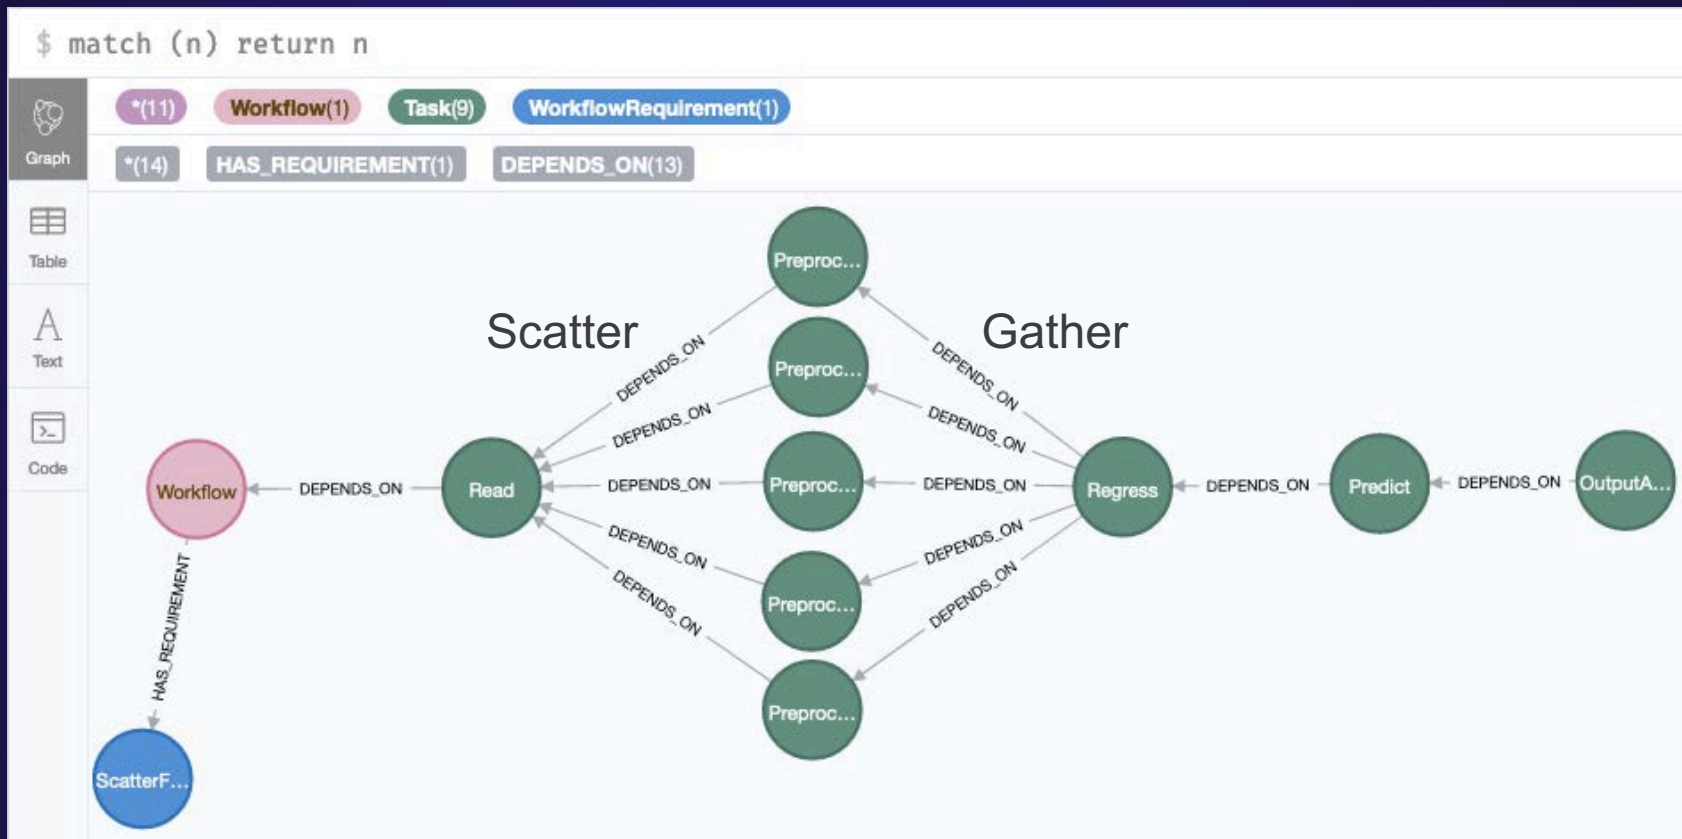 $ match (n) return n
*(11) Workflow(1) Task(9) WorkflowRequirement(1)
*(14) HAS_REQUIREMENT(1) DEPENDS_ON(13)
Graph
Table
Text
Code
Scatter
Gather
Preproc...
Preproc...
Preproc...
Preproc...
Preproc...
DEPENDS_ON
DEPENDS_ON
DEPENDS_ON
DEPENDS_ON
DEPENDS_ON
DEPENDS_ON
DEPENDS_ON
DEPENDS_ON
DEPENDS_ON
DEPENDS_ON
Workflow
DEPENDS_ON
Read
Regress
DEPENDS_ON
Predict
DEPENDS_ON
OutputA...
HAS_REQUIREMENT
ScatterF...